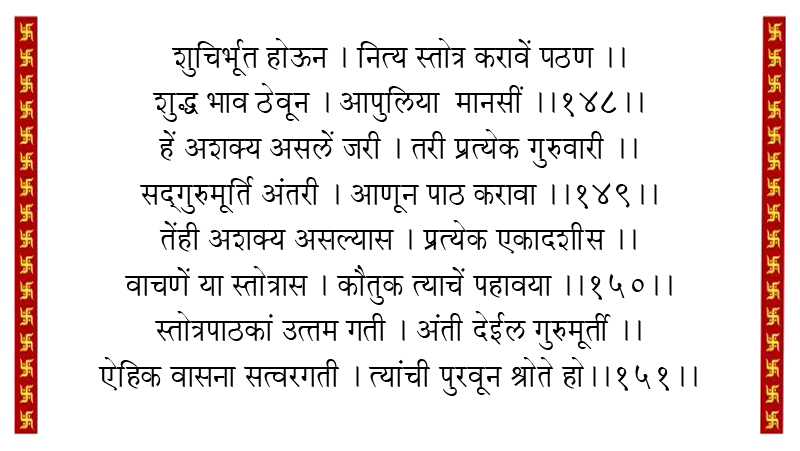 शुचिर्भूत होऊन । नित्य स्तोत्र करावें पठण ।।
शुद्ध भाव ठेवून । आपुलिया मानसीं ।।१४८।।
हें अशक्य असलें जरी । तरी प्रत्येक गुरुवारी ।।
सद्‌गुरुमूर्ति अंतरी । आणून पाठ करावा ।।१४९।।
तेंही अशक्य असल्यास । प्रत्येक एकादशीस ।।
वाचणें या स्तोत्रास । कौतुक त्याचें पहावया ।।१५०।।
स्तोत्रपाठकां उत्तम गती । अंती देईल गुरुमूर्ती ।।
ऐहिक वासना सत्वरगती । त्यांची पुरवून श्रोते हो।।१५१।।